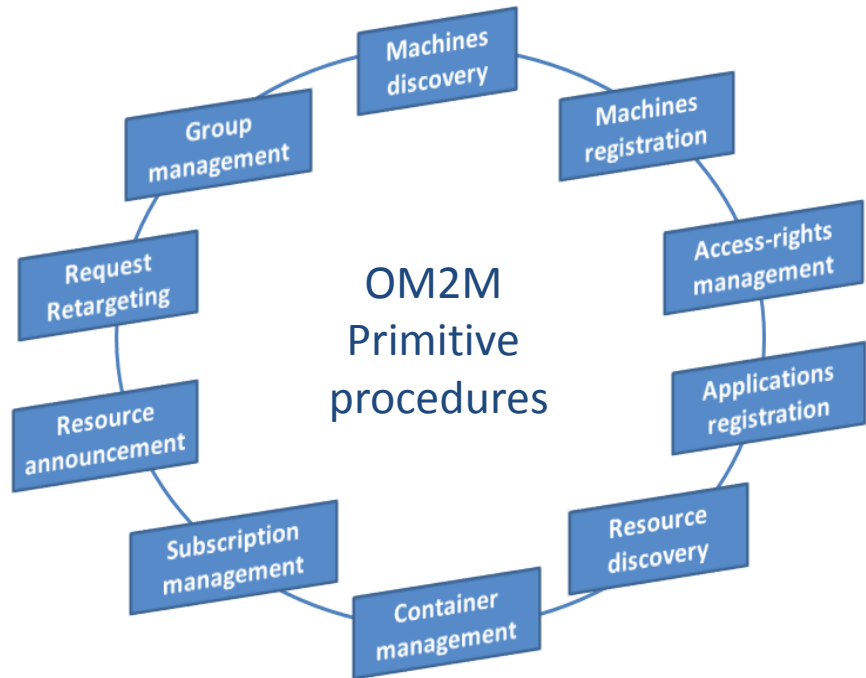 Machines
discovery
Machines
registration
Access-rights
management
Applications
registration
Resource
discovery
Container
management
Subscription
management
Resource
announcement
Request
Retargeting
Group
management
OM2M
Primitive
procedures